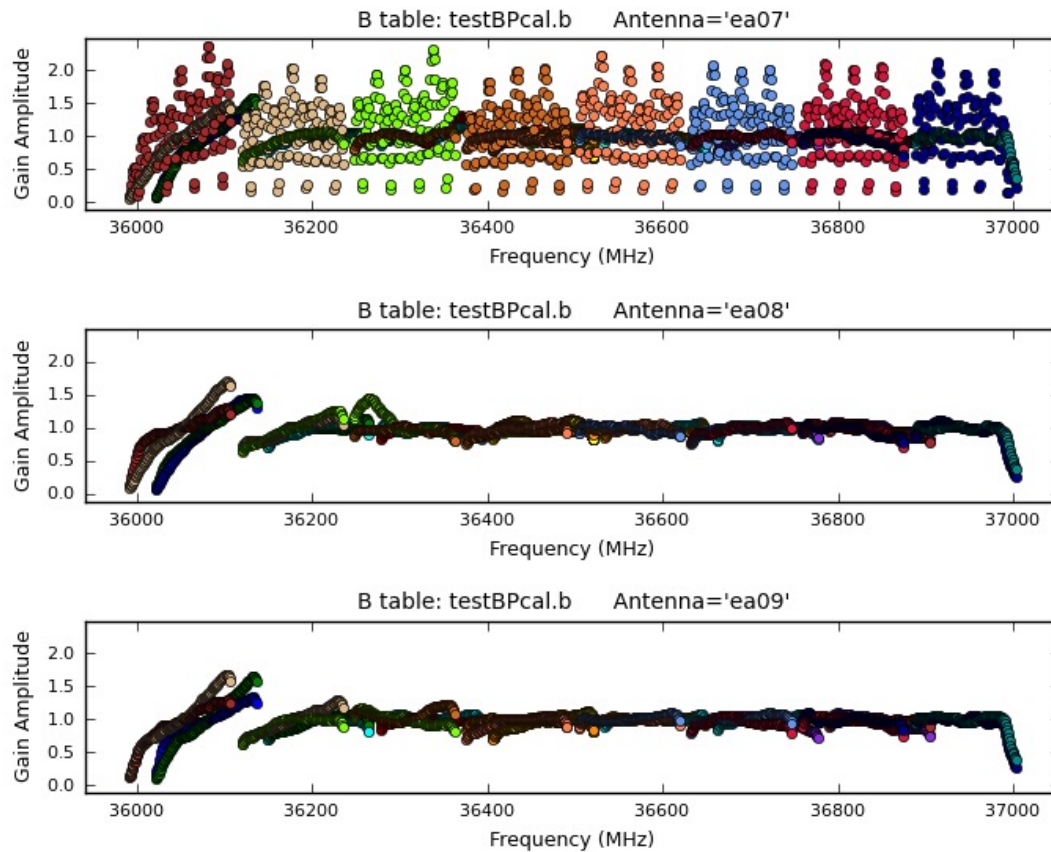 B table: testBPcal.b Antenna='ea07'
Gain Amplitude
2.0
1.5
1.0
0.5
0.0
36000 36200 36400 36600 36800 37000
Frequency (MHz)
B table: testBPcal.b Antenna='ea08'
Gain Amplitude
2.0
1.5
1.0
0.5
0.0
36000 36200 36400 36600 36800 37000
Frequency (MHz)
B table: testBPcal.b Antenna='ea09'
Gain Amplitude
2.0
1.5
1.0
0.5
0.0
36000 36200 36400 36600 36800 37000
Frequency (MHz)